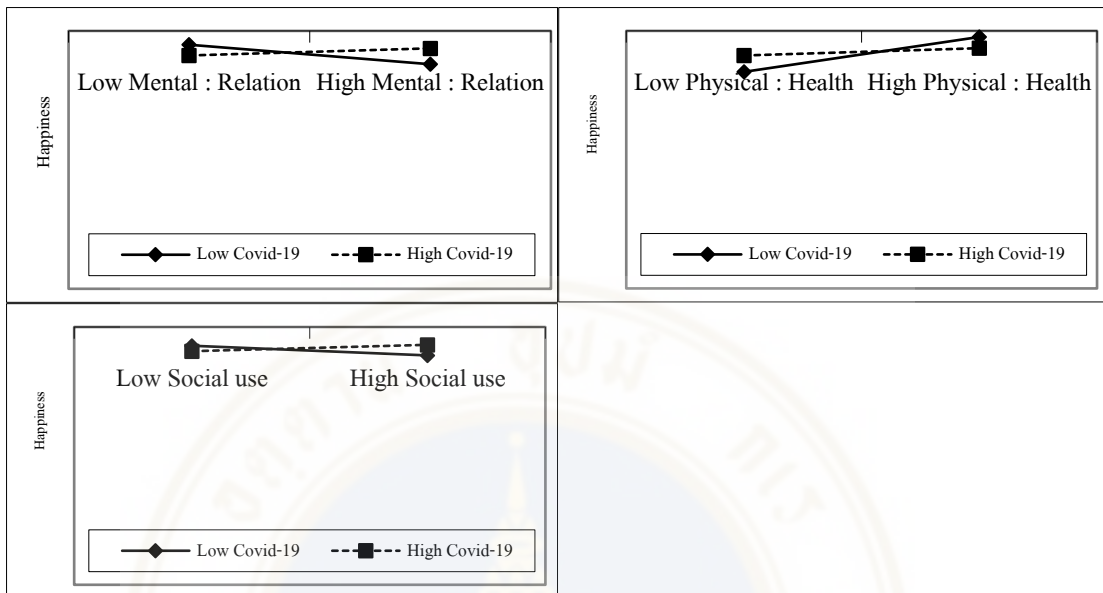 Happiness
Low Mental : Relation High Mental : Relation
Low Covid-19 High Covid-19
Happiness
Low Physical : Health High Physical : Health
Low Covid-19 High Covid-19
Happiness
Low Social use High Social use
Low Covid-19 High Covid-19